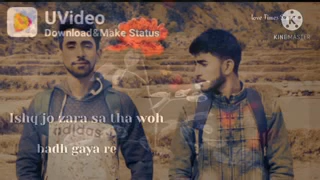 UVideo
Download&Make Status
KINEMASTER
Ishq jo zara sa tha woh
adidas
badh gaya re